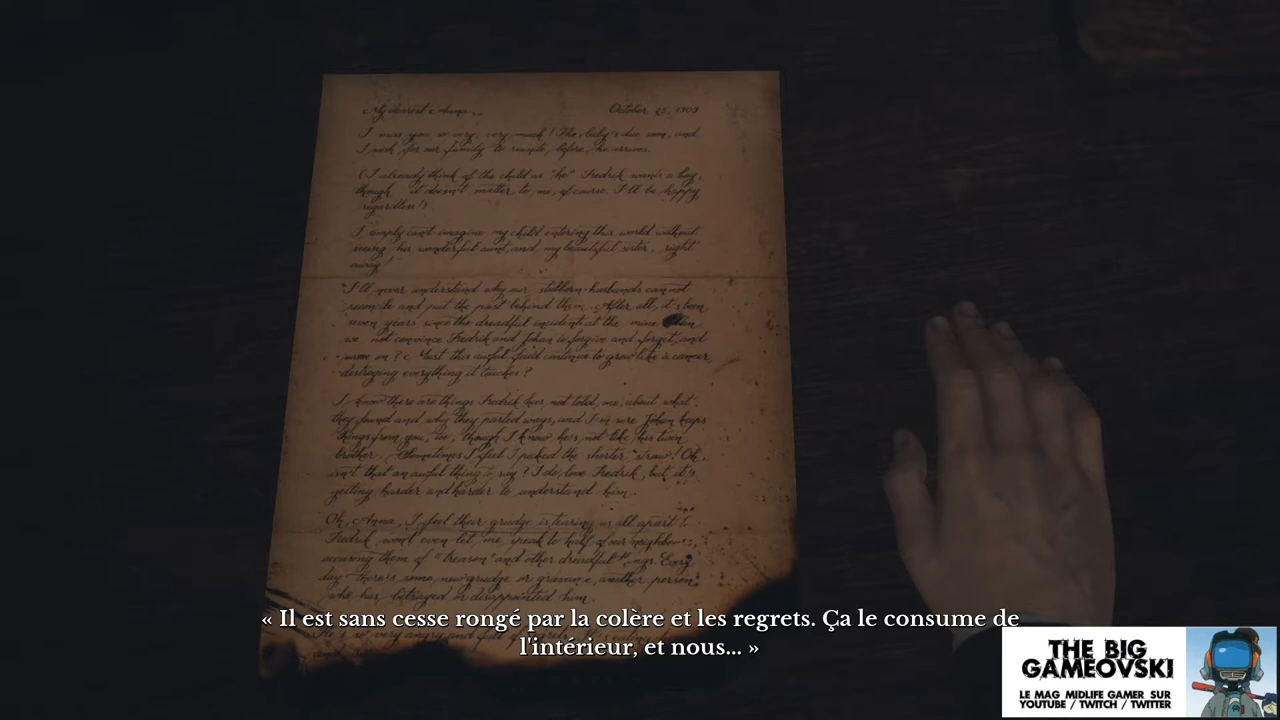 My dearest Anna...
October 25, 1909
I miss you so very, very much! The baby's due soon, and
I wish for our family to reunite, before he arrives.
(I already think of the child as "he" Fredrik wants a boy,
though it doesn't matter to me, of course. I'll be happy
regardless!)
I simply can't imagine my child entering this world without
seeing his wonderful aunt, and my beautiful sister, right
away!
I'll never understand why our stubborn husbands cannot
reconcile and put the past behind them. After all, it's been
seven years since the dreadful incident at the mine
we not convince Fredrik and Johan to forgive and forget, and
move on? Must this awful feud continue to grow like a cancer,
destroying everything it touches?
I know there are things Fredrik has not told me, about what
they found and why they parted ways, and I'm sure Johan keeps
things from you, too, though I know he's not like his twin
brother. Sometimes I feel I picked the shorter straw! Oh,
isn't that an awful thing to say? I do love Fredrik, but it's
getting harder and harder to understand him.
Oh, Anna, I feel their grudge is tearing us all apart!
Fredrik won't even let me speak to half of our neighbours,
accusing them of "treason" and other dreadful things. Every
day there's some new grudge or grievance, another person
who has betrayed or disappointed him.
He's so very angry and full of
« Il est sans cesse rongé par la colère et les regrets. Ça le consume de
l'intérieur, et nous... »
THE BIG
GAMEOVSKI
LE MAG MIDLIFE GAMER SUR
YOUTUBE / TWITCH / TWITTER